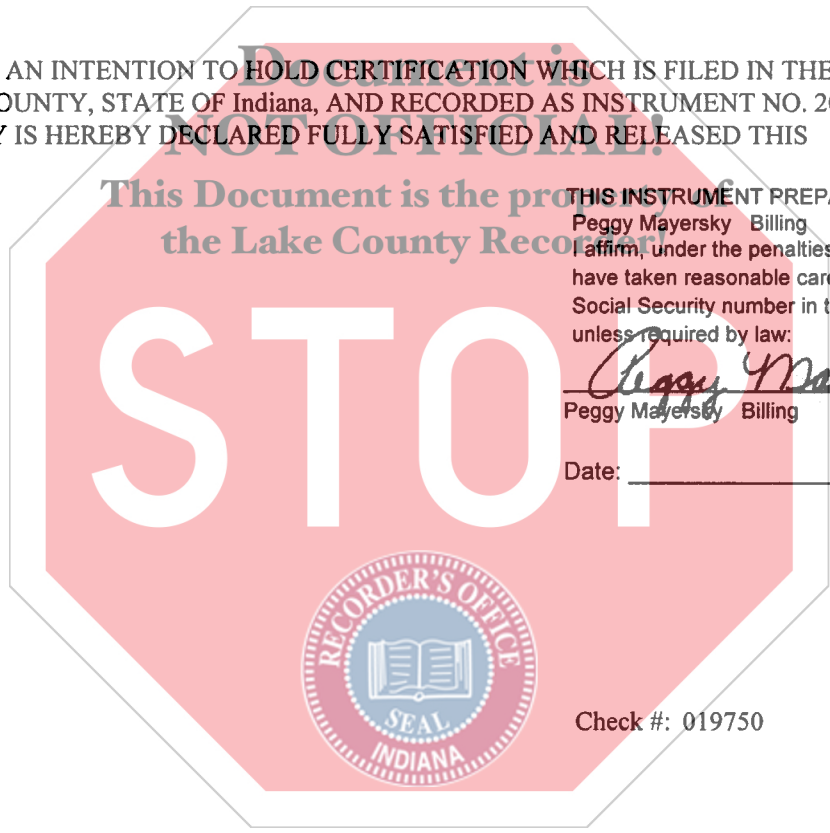 Document is
AN INTENTION TO HOLD CERTIFICATION WHICH IS FILED IN THE
OUNTY, STATE OF Indiana, AND RECORDED AS INSTRUMENT NO. 20
Y IS HEREBY DECLARED FULLY SATISFIED AND RELEASED THIS
NOT OFFICIAL!
This Document is the property of
the Lake County Recorder!
THIS INSTRUMENT PREPA
Peggy Mayersky Billing
I affirm, under the penalties
have taken reasonable care
Social Security number in t
unless required by law:
Peggy Ma
Peggy Mayersky Billing
Date:
STOP
RECORDER'S OFFICE
SEAL
INDIANA
Check #: 019750